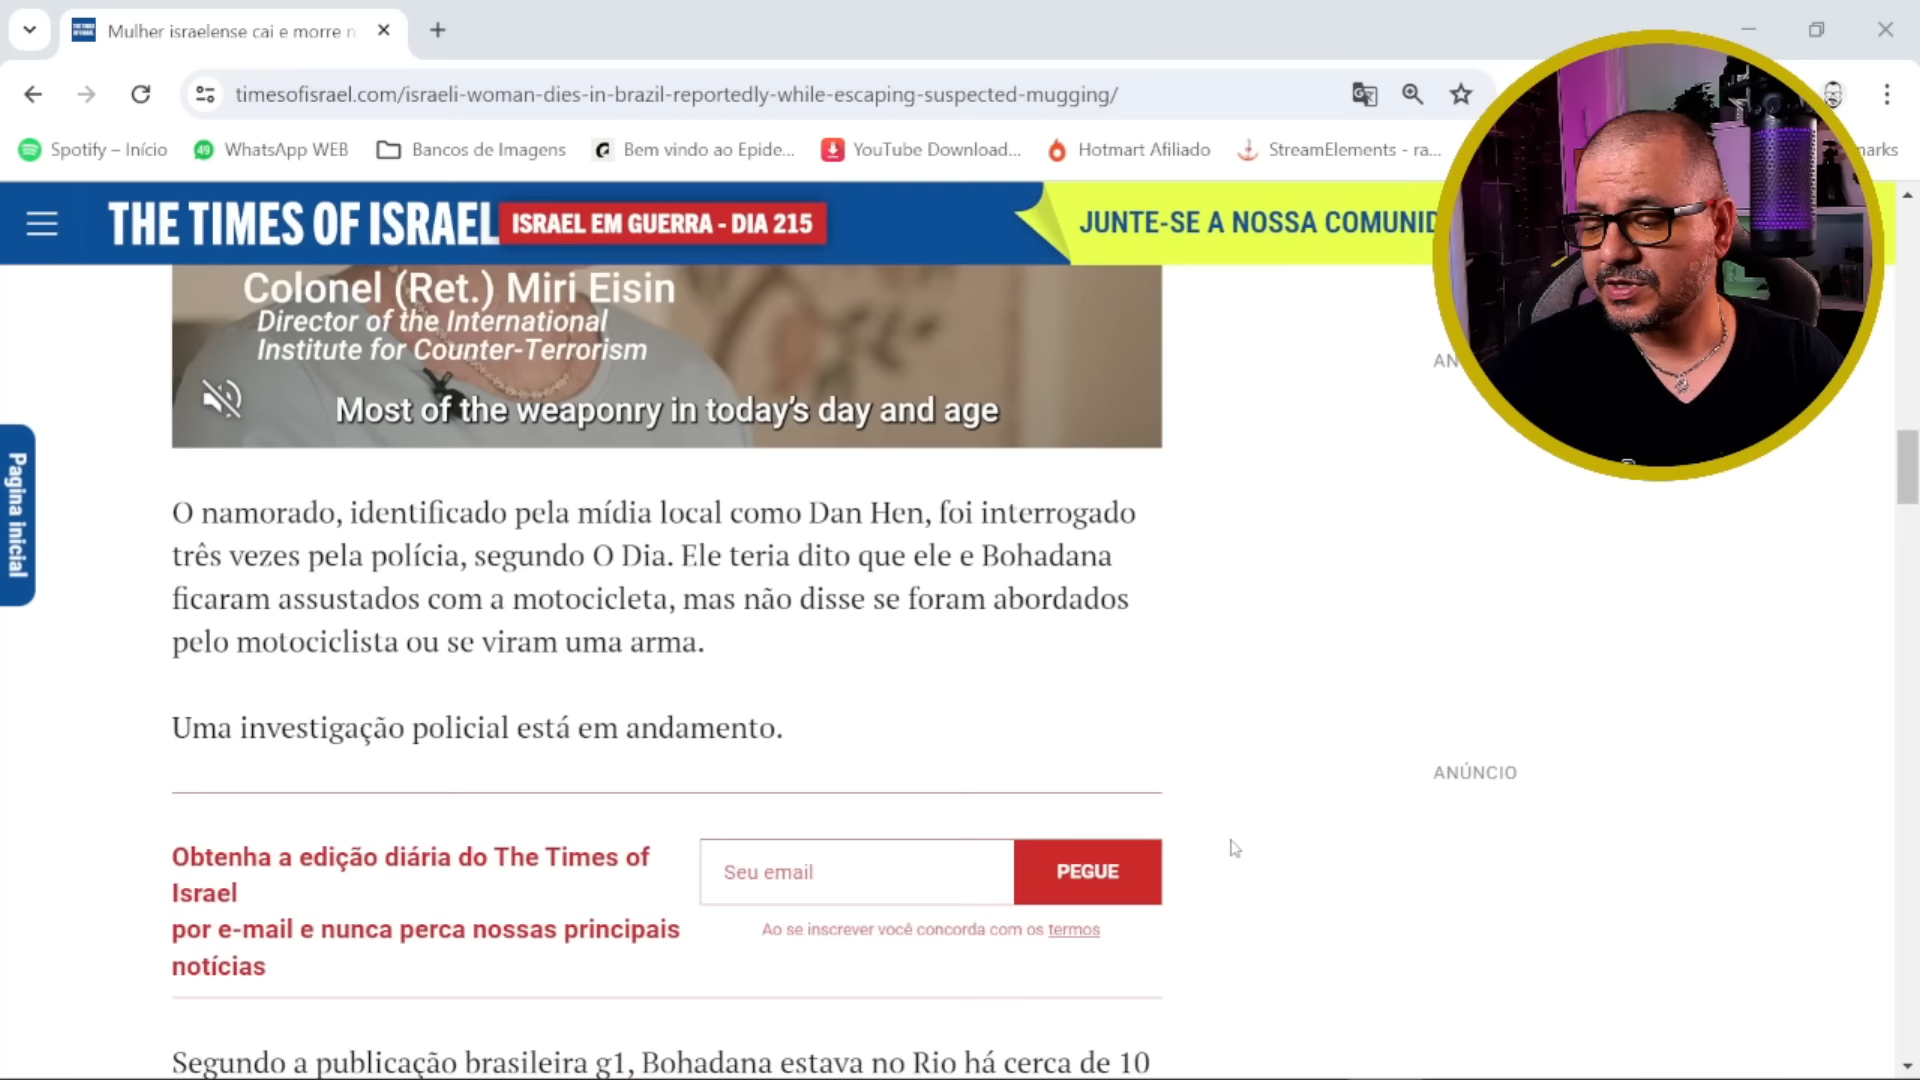 Mulher israelense cai e morre n
timesofisrael.com/israeli-woman-dies-in-brazil-reportedly-while-escaping-suspected-mugging/
Spotify – Início
49
WhatsApp WEB
Bancos de Imagens
Bem vindo ao Epide...
YouTube Download...
Hotmart Afiliado
StreamElements - ra...
THE TIMES OF ISRAEL
ISRAEL EM GUERRA - DIA 215
JUNTE-SE A NOSSA
Colonel (Ret.) Miri Eisin
Director of the International
Institute for Counter-Terrorism
Most of the weaponry in today's day and age
Pagina inicial
O namorado, identificado pela mídia local como Dan Hen, foi interrogado
três vezes pela polícia, segundo O Dia. Ele teria dito que ele e Bohadana
ficaram assustados com a motocicleta, mas não disse se foram abordados
pelo motociclista ou se viram uma arma.
Uma investigação policial está em andamento.
ANÚNCIO
Obtenha a edição diária do The Times of
Israel
por e-mail e nunca perca nossas principais
notícias
Seu email
PEGUE
Ao se inscrever você concorda com os termos
Segundo a publicação brasileira g1, Bohadana estava no Rio há cerca de 10